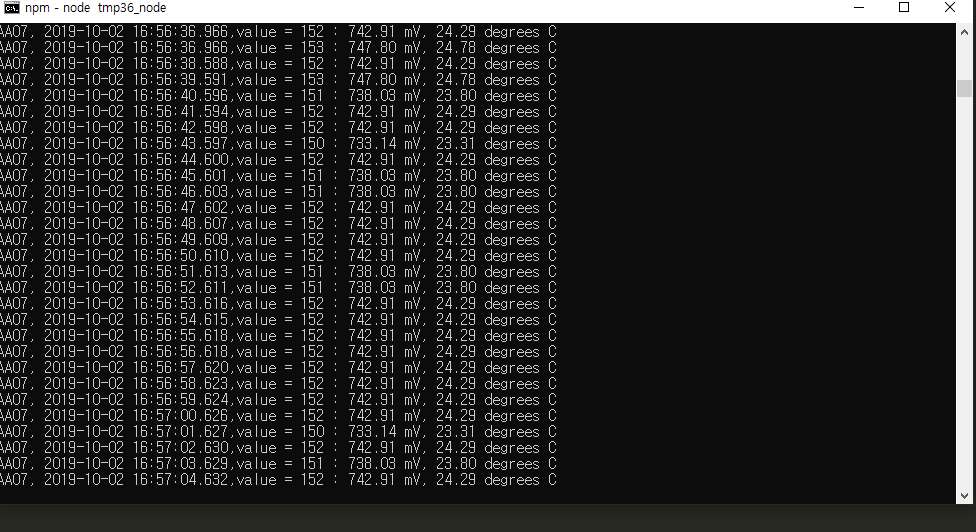 npm - node  tmp36_node
AA07, 2019-10-02 16:56:36.966,value = 152 : 742.91 mV, 24.29 degrees C
AA07, 2019-10-02 16:56:36.966,value = 153 : 747.80 mV, 24.78 degrees C
AA07, 2019-10-02 16:56:38.588,value = 152 : 742.91 mV, 24.29 degrees C
AA07, 2019-10-02 16:56:39.591,value = 153 : 747.80 mV, 24.78 degrees C
AA07, 2019-10-02 16:56:40.596,value = 151 : 738.03 mV, 23.80 degrees C
AA07, 2019-10-02 16:56:41.594,value = 152 : 742.91 mV, 24.29 degrees C
AA07, 2019-10-02 16:56:42.598,value = 152 : 742.91 mV, 24.29 degrees C
AA07, 2019-10-02 16:56:43.597,value = 150 : 733.14 mV, 23.31 degrees C
AA07, 2019-10-02 16:56:44.600,value = 152 : 742.91 mV, 24.29 degrees C
AA07, 2019-10-02 16:56:45.601,value = 151 : 738.03 mV, 23.80 degrees C
AA07, 2019-10-02 16:56:46.603,value = 151 : 738.03 mV, 23.80 degrees C
AA07, 2019-10-02 16:56:47.602,value = 152 : 742.91 mV, 24.29 degrees C
AA07, 2019-10-02 16:56:48.607,value = 152 : 742.91 mV, 24.29 degrees C
AA07, 2019-10-02 16:56:49.609,value = 152 : 742.91 mV, 24.29 degrees C
AA07, 2019-10-02 16:56:50.610,value = 152 : 742.91 mV, 24.29 degrees C
AA07, 2019-10-02 16:56:51.613,value = 151 : 738.03 mV, 23.80 degrees C
AA07, 2019-10-02 16:56:52.611,value = 151 : 738.03 mV, 23.80 degrees C
AA07, 2019-10-02 16:56:53.616,value = 152 : 742.91 mV, 24.29 degrees C
AA07, 2019-10-02 16:56:54.615,value = 152 : 742.91 mV, 24.29 degrees C
AA07, 2019-10-02 16:56:55.618,value = 152 : 742.91 mV, 24.29 degrees C
AA07, 2019-10-02 16:56:56.618,value = 152 : 742.91 mV, 24.29 degrees C
AA07, 2019-10-02 16:56:57.620,value = 152 : 742.91 mV, 24.29 degrees C
AA07, 2019-10-02 16:56:58.623,value = 152 : 742.91 mV, 24.29 degrees C
AA07, 2019-10-02 16:56:59.624,value = 152 : 742.91 mV, 24.29 degrees C
AA07, 2019-10-02 16:57:00.626,value = 152 : 742.91 mV, 24.29 degrees C
AA07, 2019-10-02 16:57:01.627,value = 150 : 733.14 mV, 23.31 degrees C
AA07, 2019-10-02 16:57:02.630,value = 152 : 742.91 mV, 24.29 degrees C
AA07, 2019-10-02 16:57:03.629,value = 151 : 738.03 mV, 23.80 degrees C
AA07, 2019-10-02 16:57:04.632,value = 152 : 742.91 mV, 24.29 degrees C